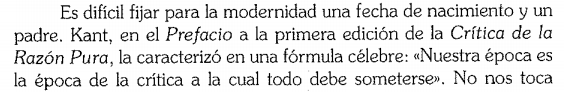 Es difícil fijar para la modernidad una fecha de nacimiento y un
padre. Kant, en el Prefacio a la primera edición de la Crítica de la
Razón Pura, la caracterizó en una fórmula célebre: «Nuestra época es
la época de la crítica a la cual todo debe someterse». No nos toca